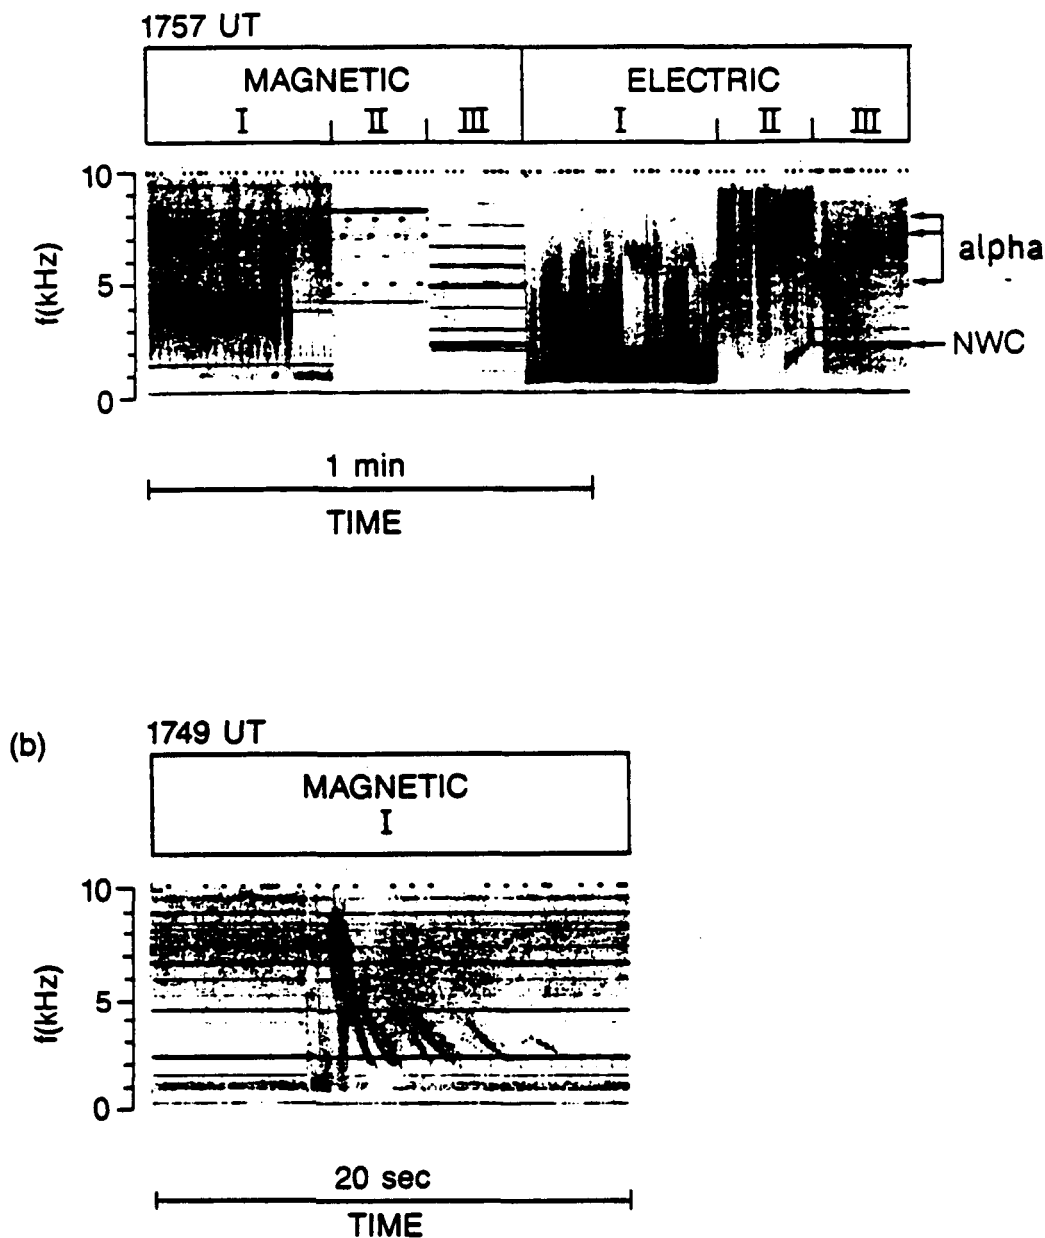 1757 UT
MAGNETIC ELECTRIC
I II III I II III
10
5
0
f(kHz)
alpha
NWC
1 min
TIME
(b)
1749 UT
MAGNETIC
I
10
5
0
f(kHz)
20 sec
TIME